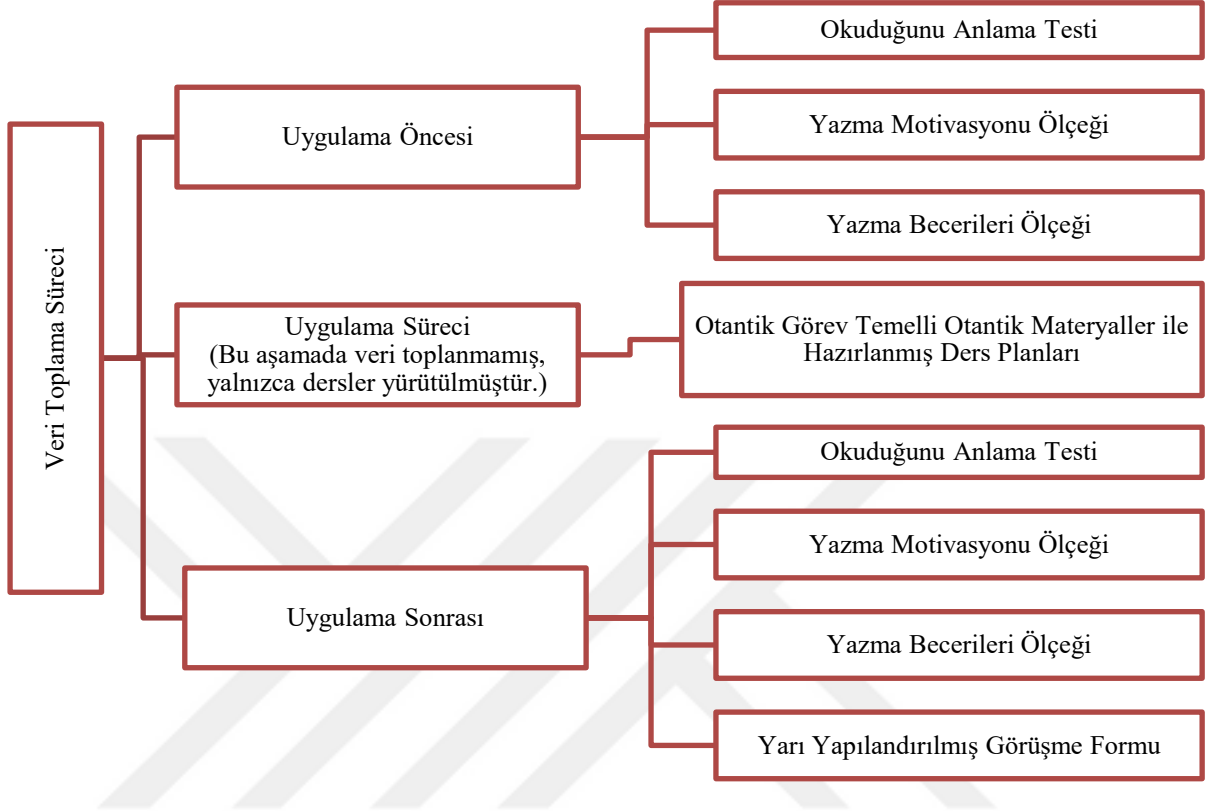 Veri Toplama Süreci
Uygulama Öncesi
Okuduğunu Anlama Testi
Yazma Motivasyonu Ölçeği
Yazma Becerileri Ölçeği
Uygulama Süreci
(Bu aşamada veri toplanmamış,
yalnızca dersler yürütülmüştür.)
Otantik Görev Temelli Otantik Materyaller ile
Hazırlanmış Ders Planları
Uygulama Sonrası
Okuduğunu Anlama Testi
Yazma Motivasyonu Ölçeği
Yazma Becerileri Ölçeği
Yarı Yapılandırılmış Görüşme Formu